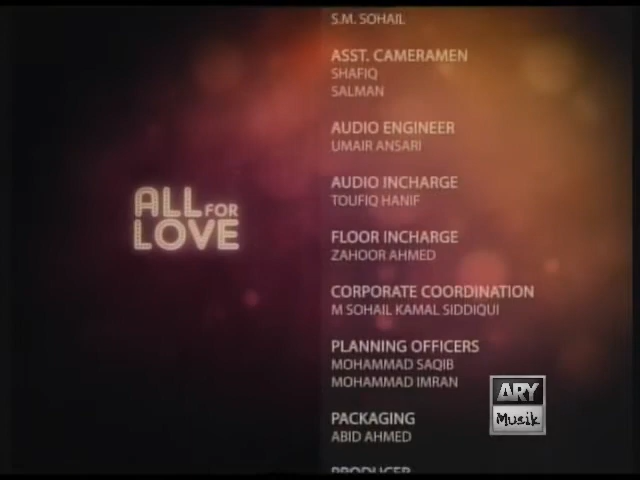 S.M. SOHAIL
ASST. CAMERAMEN
SHAFIQ
SALMAN
AUDIO ENGINEER
UMAIR ANSARI
AUDIO INCHARGE
TOUFIQ HANIF
FLOOR INCHARGE
ZAHOOR AHMED
CORPORATE COORDINATION
M SOHAIL KAMAL SIDDIQUI
PLANNING OFFICERS
MOHAMMAD SAQIB
MOHAMMAD IMRAN
PACKAGING
ABID AHMED
PRODUCER
ALL FOR
LOVE
ARY
Musik